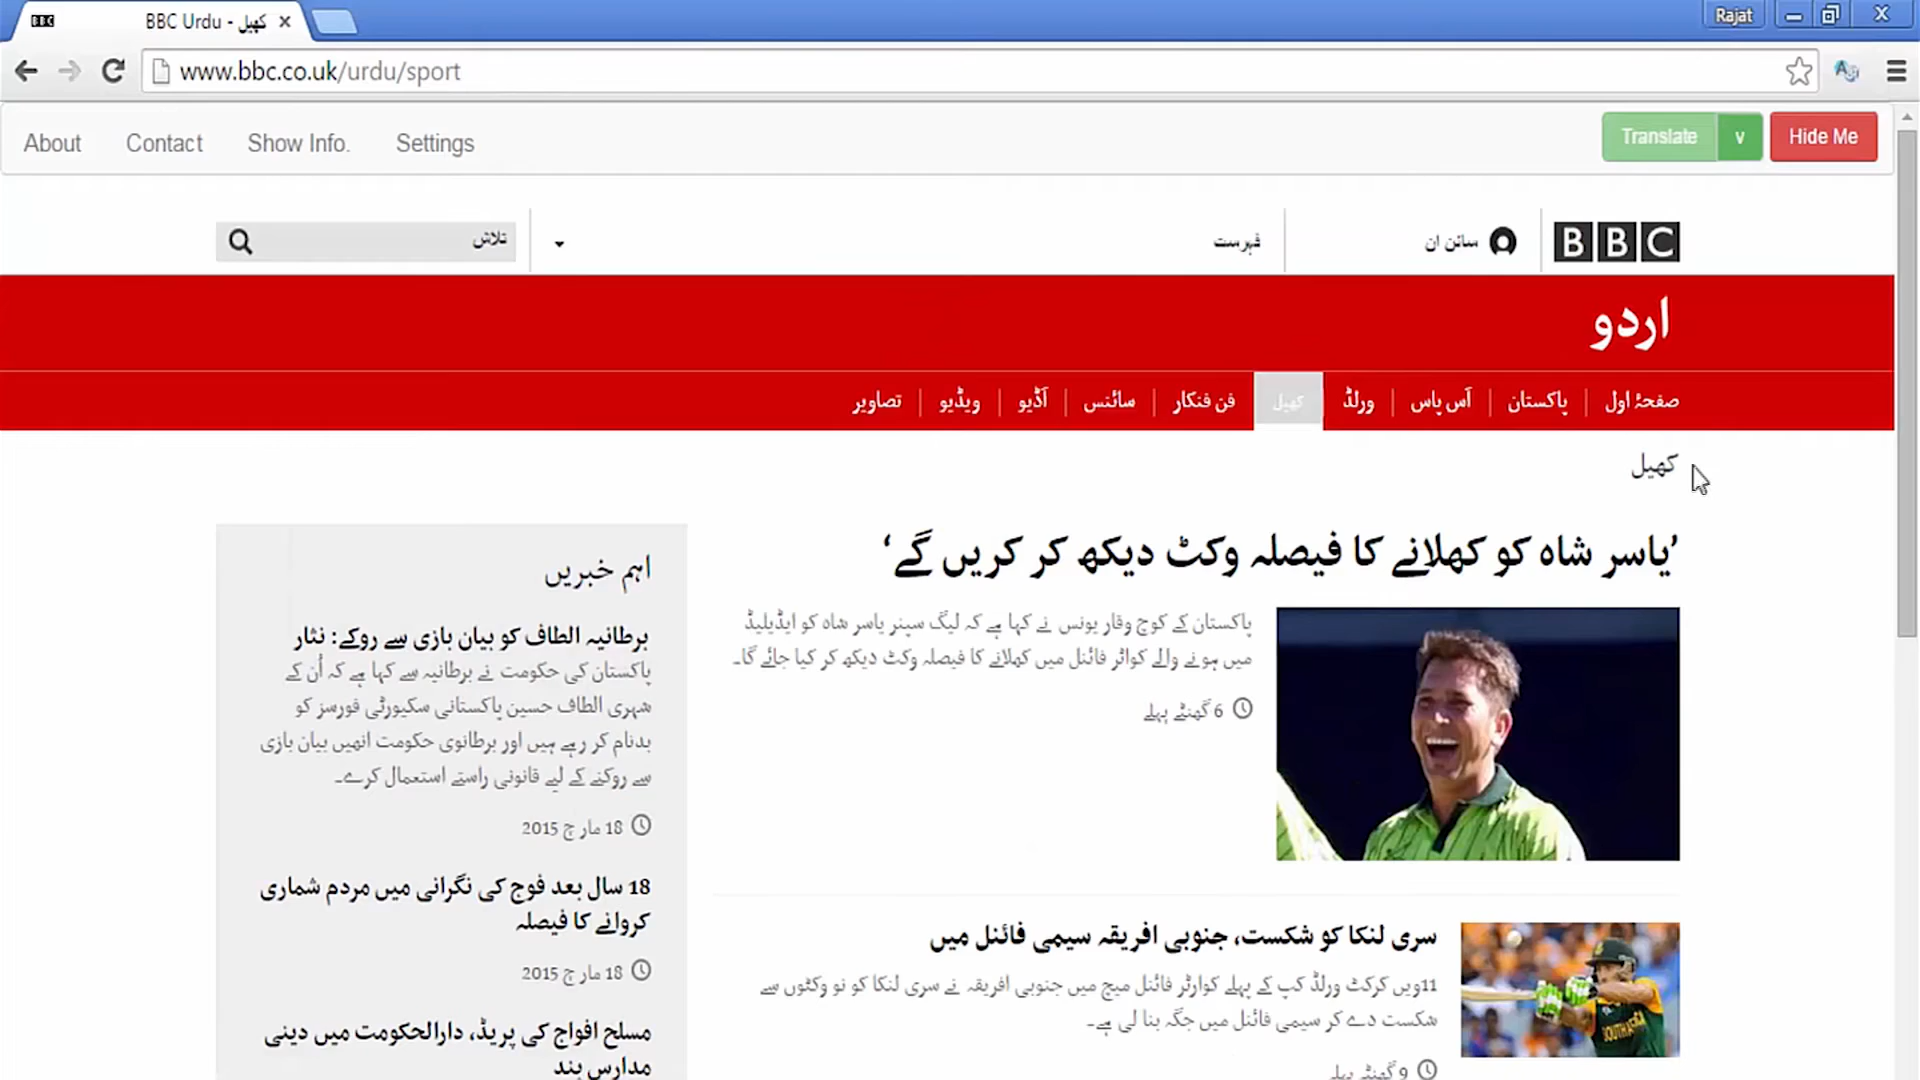 BBC Urdu - کھیل
Rajat
www.bbc.co.uk/urdu/sport
About
Contact
Show Info.
Settings
Translate
v
Hide Me
BBC
سائن ان
فہرست
تلاش
اردو
صفحۂ اول
پاکستان
آس پاس
ورلڈ
کھیل
فن فنکار
سائنس
آڈیو
ویڈیو
تصاویر
کھیل
’یاسر شاہ کو کھلانے کا فیصلہ وکٹ دیکھ کر کریں گے‘
پاکستان کے کوچ وقار یونس نے کہا ہے کہ لیگ سپنر یاسر شاہ کو ایڈیلیڈ
میں ہونے والے کواٹر فائنل میں کھلانے کا فیصلہ وکٹ دیکھ کر کیا جائے گا۔
6 گھنٹے پہلے
سری لنکا کو شکست، جنوبی افریقہ سیمی فائنل میں
11ویں کرکٹ ورلڈ کپ کے پہلے کوارٹر فائنل میچ میں جنوبی افریقہ نے سری لنکا کو نو وکٹوں سے
شکست دے کر سیمی فائنل میں جگہ بنا لی ہے۔
9 گھنٹے پہلے
SOUTH AFRICA
اہم خبریں
برطانیہ الطاف کو بیان بازی سے روکے: نثار
پاکستان کی حکومت نے برطانیہ سے کہا ہے کہ اُن کے
شہری الطاف حسین پاکستانی سکیورٹی فورسز کو
بدنام کر رہے ہیں اور برطانوی حکومت انھیں بیان بازی
سے روکنے کے لیے قانونی راستے استعمال کرے۔
18 مارچ 2015
18 سال بعد فوج کی نگرانی میں مردم شماری
کروانے کا فیصلہ
18 مارچ 2015
مسلح افواج کی پریڈ، دارالحکومت میں دینی
مدارس بند